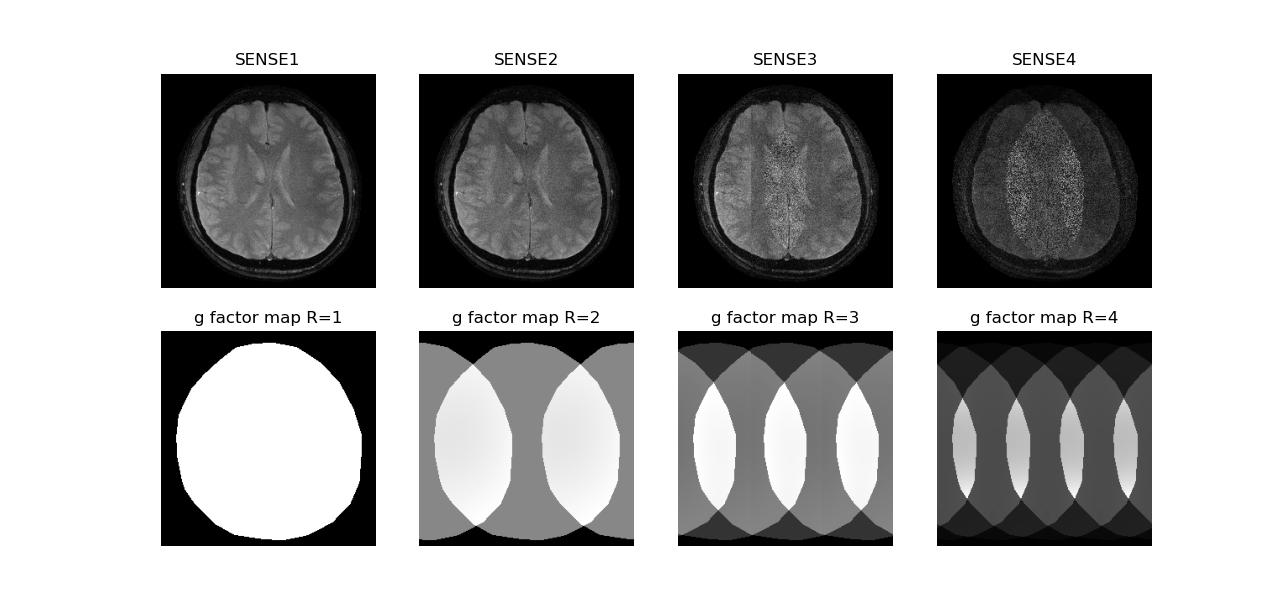 SENSE1 SENSE2 SENSE3 SENSE4
g factor map R=1 g factor map R=2 g factor map R=3 g factor map R=4